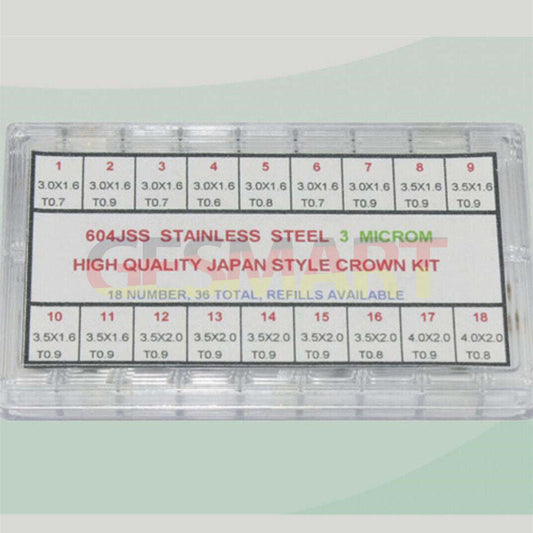 1 2 3 4 5 6 7 8 9
3.0X1.6 3.0X1.6 3.0X1.6 3.0X1.6 3.0X1.6 3.0X1.6 3.0X1.6 3.5X1.6 3.5X1.6
T0.7 T0.9 T0.7 T0.6 T0.8 T0.7 T0.9 T0.9 T0.9
604JSS STAINLESS STEEL 3 MICROM
GFSMART
HIGH QUALITY JAPAN STYLE CROWN KIT
18 NUMBER, 36 TOTAL, REFILLS AVAILABLE
10 11 12 13 14 15 16 17 18
3.5X1.6 3.5X1.6 3.5X2.0 3.5X2.0 3.5X2.0 3.5X2.0 3.5X2.0 4.0X2.0 4.0X2.0
T0.9 T0.9 T0.9 T0.9 T0.9 T0.9 T0.8 T0.9 T0.8